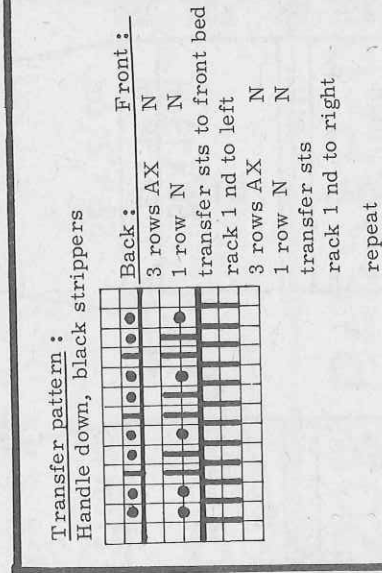 Transfer pattern:
Handle down, black strippers
Back: Front:
3 rows AX N
1 row N N
transfer sts to front bed
rack 1 nd to left
3 rows AX N
1 row N N
transfer sts
rack 1 nd to right
repeat